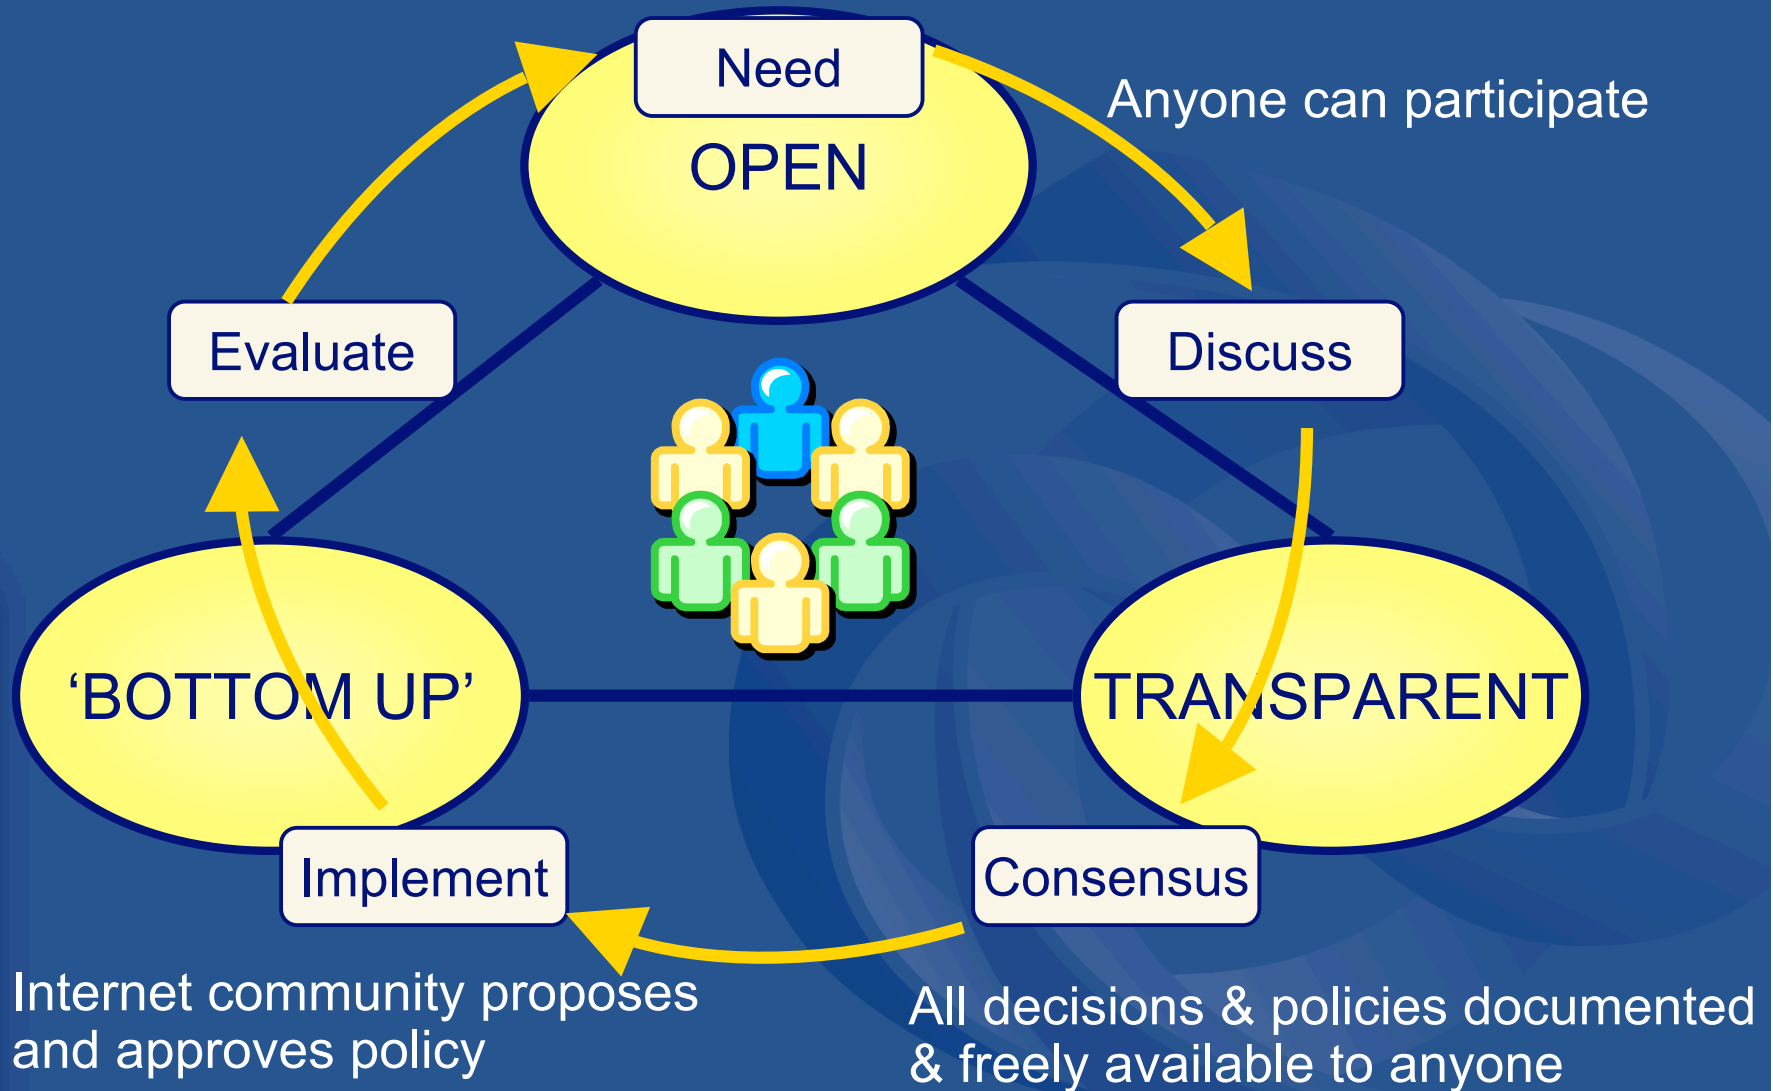 Need
OPEN
Anyone can participate
Evaluate
Discuss
‘BOTTOM UP’
TRANSPARENT
Implement
Consensus
Internet community proposes
and approves policy
All decisions & policies documented
& freely available to anyone